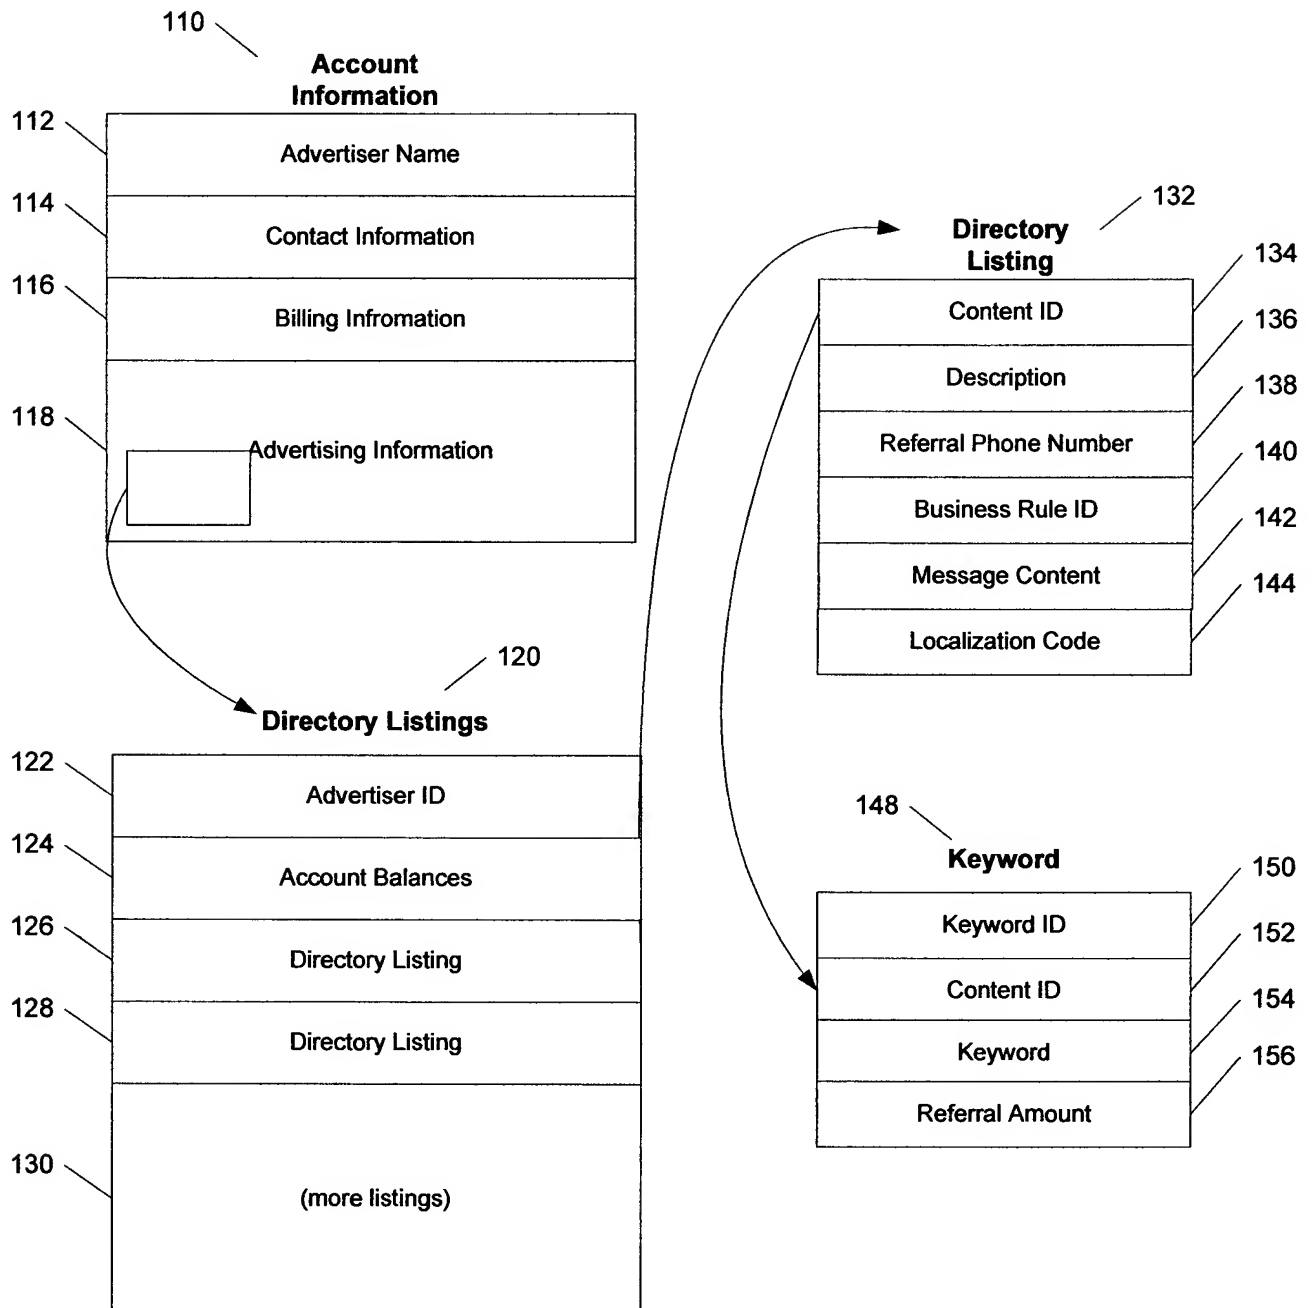 110
Account
Information
112
Advertiser Name
114
Contact Information
116
Billing Infromation
118
Advertising Information
120
Directory Listings
122
Advertiser ID
124
Account Balances
126
Directory Listing
128
Directory Listing
130
(more listings)
132
Directory
Listing
134
Content ID
136
Description
138
Referral Phone Number
140
Business Rule ID
142
Message Content
144
Localization Code
148
Keyword
150
Keyword ID
152
Content ID
154
Keyword
156
Referral Amount